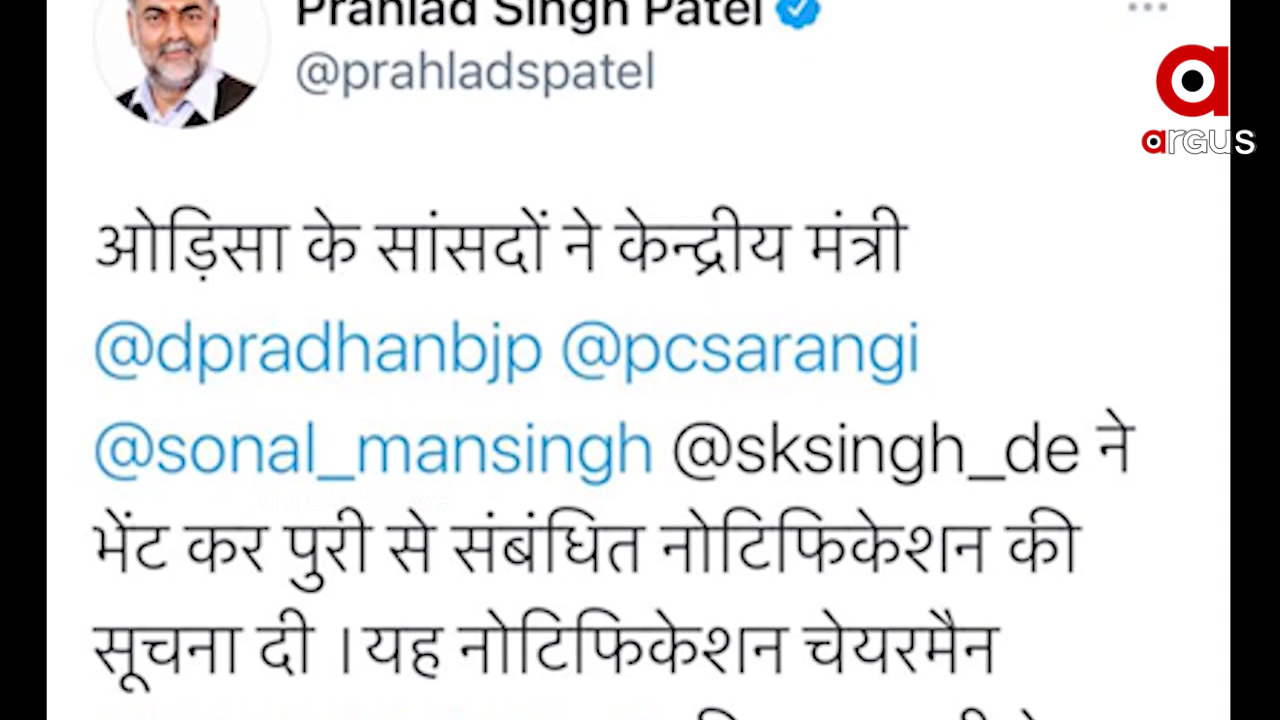 Prahlad Singh Patel
@prahladspatel
argus
ओड़िसा के सांसदों ने केन्द्रीय मंत्री
@dpradhanbjp @pcsarangi
@sonal_mansingh @sksingh_de ने
भेंट कर पुरी से संबंधित नोटिफिकेशन की
सूचना दी । यह नोटिफिकेशन चेयरमैन